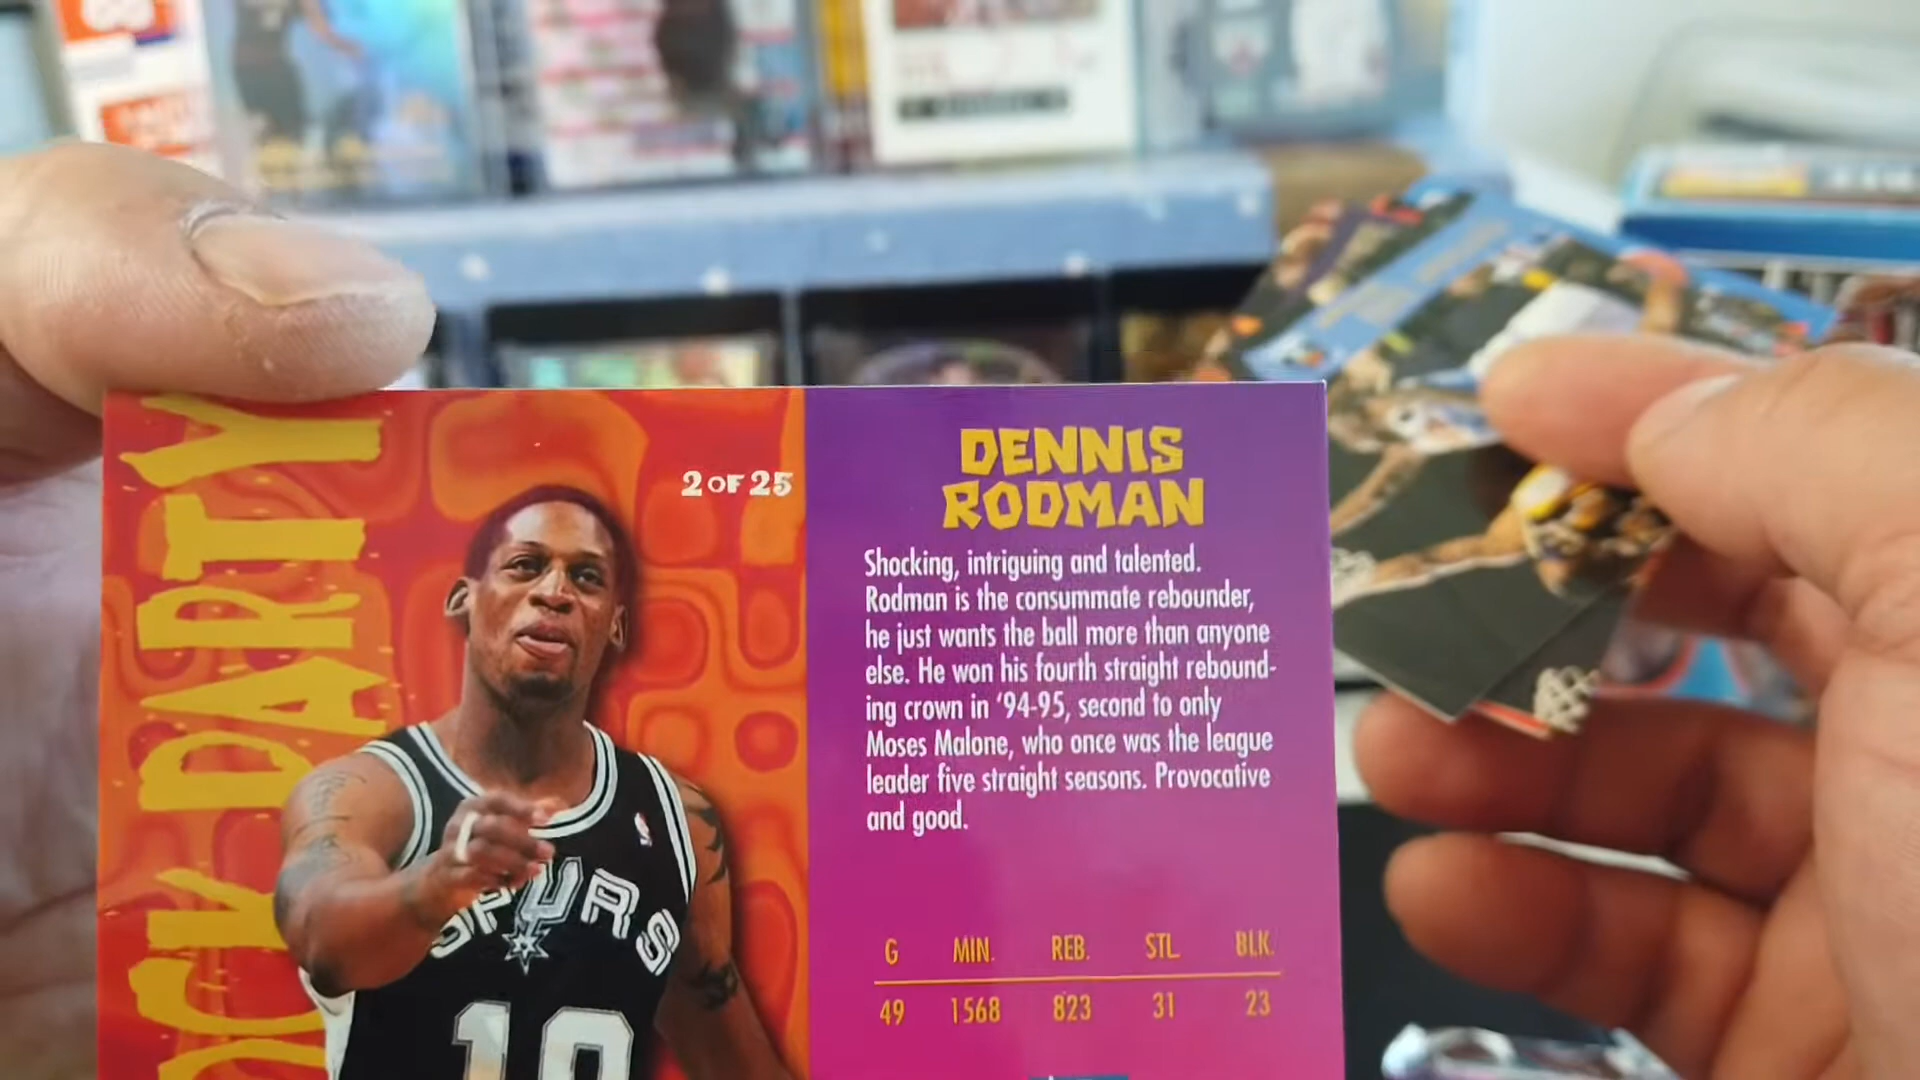 OCK PARTY
2 OF 25
DENNIS
RODMAN
Shocking, intriguing and talented.
Rodman is the consummate rebounder,
he just wants the ball more than anyone
else. He won his fourth straight rebound-
ing crown in '94-95, second to only
Moses Malone, who once was the league
leader five straight seasons. Provocative
and good.
G MIN. REB. STL. BLK.
49 1568 823 31 23
SPURS
10